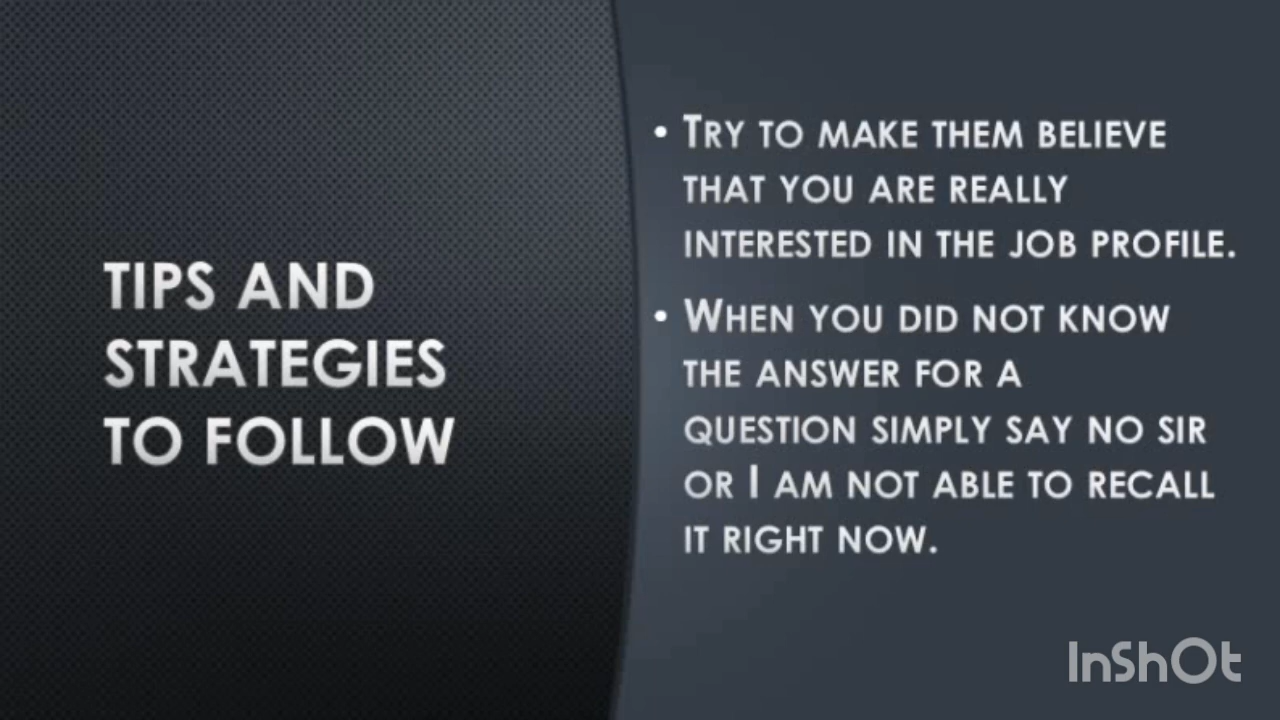 TIPS AND
STRATEGIES
TO FOLLOW
• TRY TO MAKE THEM BELIEVE
THAT YOU ARE REALLY
INTERESTED IN THE JOB PROFILE.
• WHEN YOU DID NOT KNOW
THE ANSWER FOR A
QUESTION SIMPLY SAY NO SIR
OR I AM NOT ABLE TO RECALL
IT RIGHT NOW.
InShOt